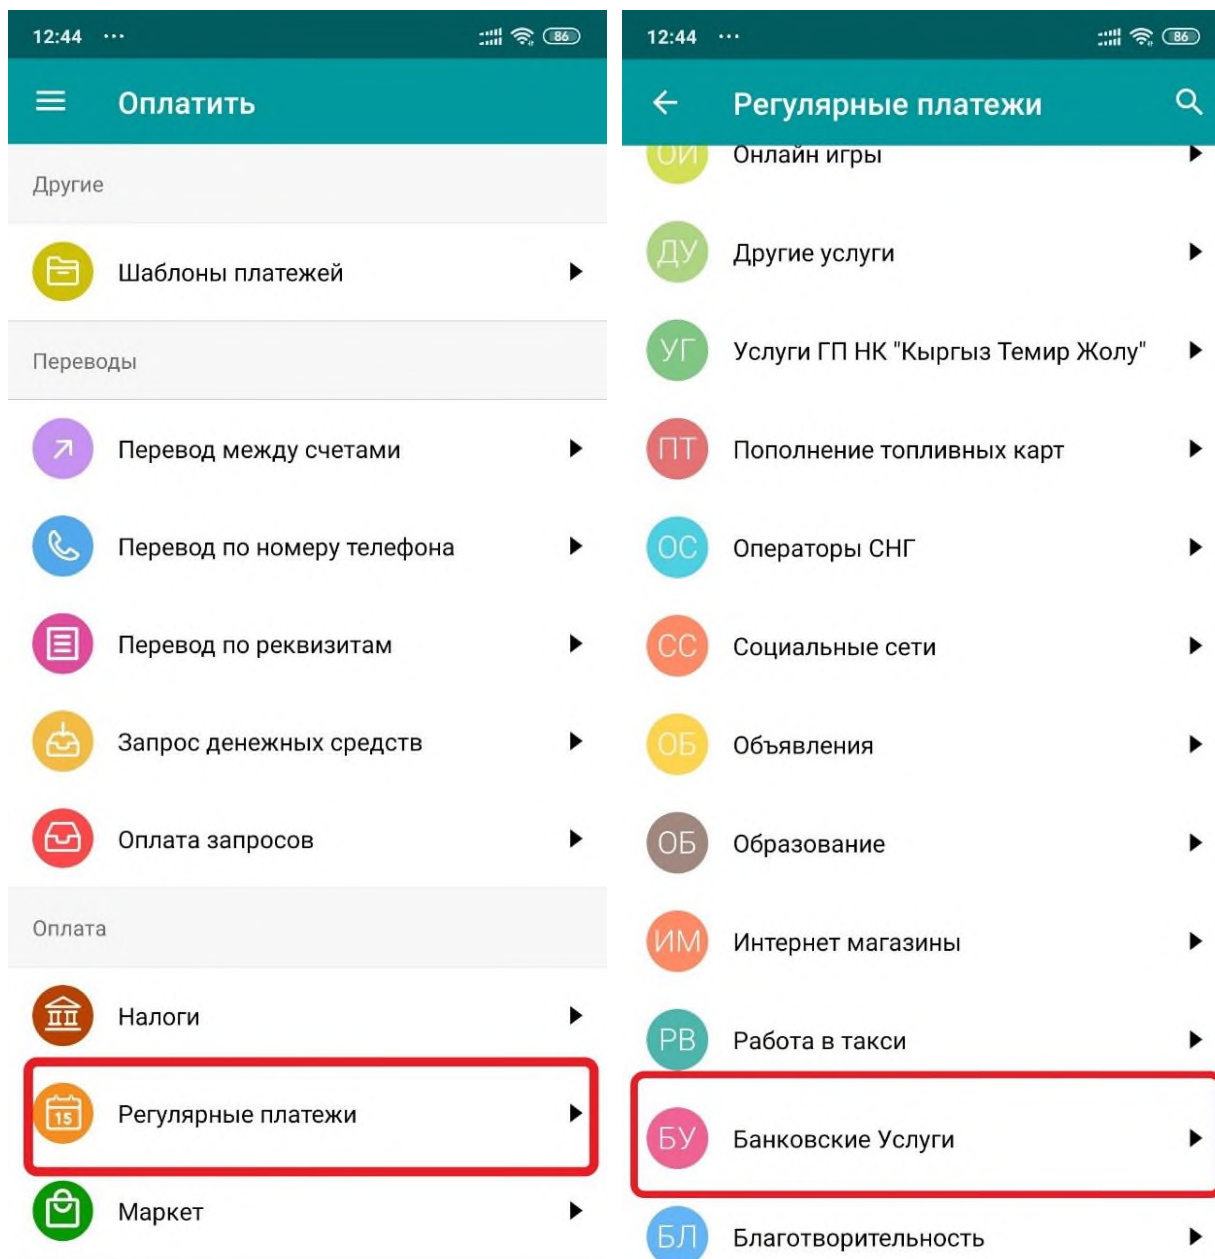 12:44 ...
86
Оплатить
Другие
Шаблоны платежей
Переводы
Перевод между счетами
Перевод по номеру телефона
Перевод по реквизитам
Запрос денежных средств
Оплата запросов
Оплата
Налоги
15
Регулярные платежи
Маркет
12:44 ...
86
Регулярные платежи
ОИ
Онлайн игры
ДУ
Другие услуги
УГ
Услуги ГП НК "Кыргыз Темир Жолу"
ПТ
Пополнение топливных карт
ОС
Операторы СНГ
СС
Социальные сети
ОБ
Объявления
ОБ
Образование
ИМ
Интернет магазины
РВ
Работа в такси
БУ
Банковские Услуги
БЛ
Благотворительность